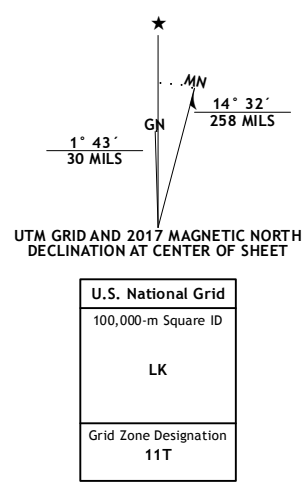 MN
GN
14° 32´
258 MILS
1° 43´
30 MILS
UTM GRID AND 2017 MAGNETIC NORTH
DECLINATION AT CENTER OF SHEET
U.S. National Grid
100,000-m Square ID
LK
Grid Zone Designation
11T